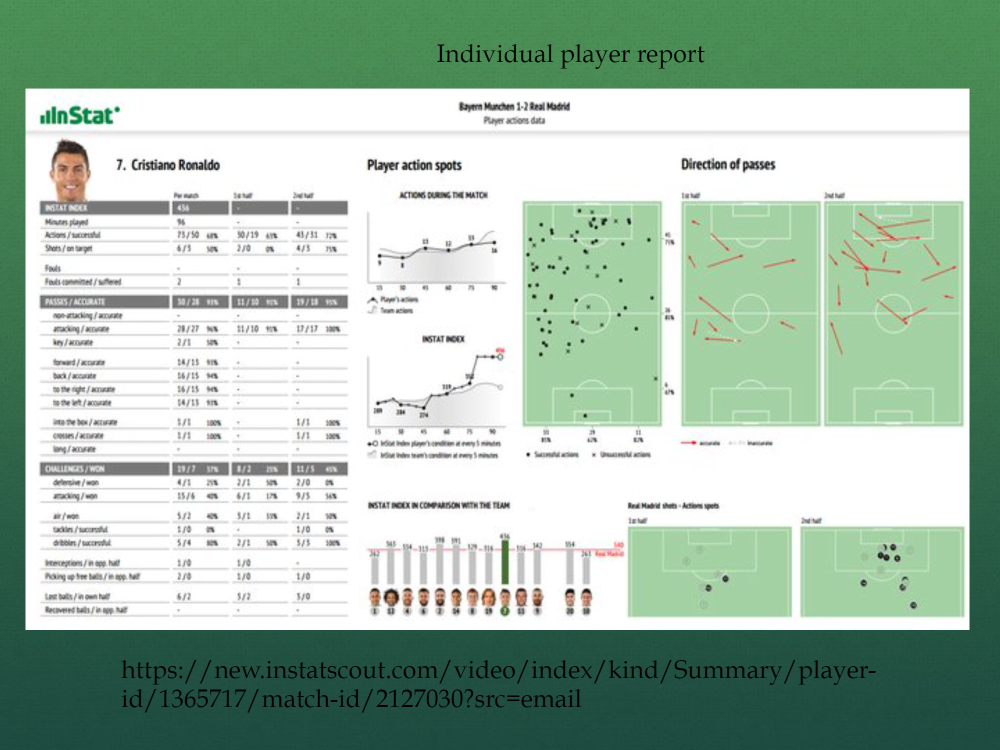 Individual player report
InStat
Bayern Munchen 1-2 Real Madrid
Player actions data
7. Cristiano Ronaldo
Per match 1st half 2nd half
INSTAT INDEX 436 - -
Minutes played 96 - -
Actions / successful 73/50 68% 30/19 63% 43/31 72%
Shots / on target 6/3 50% 2/0 0% 4/3 75%
Fouls - - -
Fouls committed / suffered 2 1 1
PASSES / ACCURATE 30/28 93% 11/10 91% 19/18 95%
non-attacking / accurate - - -
attacking / accurate 28/27 96% 11/10 91% 17/17 100%
key / accurate 2/1 50% - -
forward / accurate 14/13 93% - -
back / accurate 16/15 94% - -
to the right / accurate 16/15 94% - -
to the left / accurate 14/13 93% - -
into the box / accurate 1/1 100% - 1/1 100%
crosses / accurate 1/1 100% - 1/1 100%
long / accurate - - -
CHALLENGES / WON 19/7 37% 8/2 25% 11/5 45%
defensive / won 4/1 25% 2/1 50% 2/0 0%
attacking / won 15/6 40% 6/1 17% 9/5 56%
air / won 5/2 40% 3/1 33% 2/1 50%
tackles / successful 1/0 0% - 1/0 0%
dribbles / successful 5/4 80% 2/1 50% 3/3 100%
Interceptions / in opp. half 1/0 1/0 -
Picking up free balls / in opp. half 2/0 1/0 1/0
Lost balls / in own half 6/2 3/2 3/0
Recovered balls / in opp. half - - -
Player action spots
ACTIONS DURING THE MATCH
9 8 13 12 15 16
15 30 45 60 75 90
Player's actions
Team actions
INSTAT INDEX
289 284 274 319 436
15 30 45 60 75 90
InStat Index player's condition at every 5 minutes
InStat Index team's condition at every 5 minutes
41
71%
26
6
67%
33 29 11
85% 62% 82%
Successful actions Unsuccessful actions
Direction of passes
1st half 2nd half
accurate inaccurate
INSTAT INDEX IN COMPARISON WITH THE TEAM
262 363 334 313 398 391 329 316 436 316 342 354 263
340
Real Madrid
1 12 4 6 2 14 8 19 7 11 9 20 10
Real Madrid shots - Actions spots
1st half 2nd half
https://new.instatscout.com/video/index/kind/Summary/player-
id/1365717/match-id/2127030?src=email